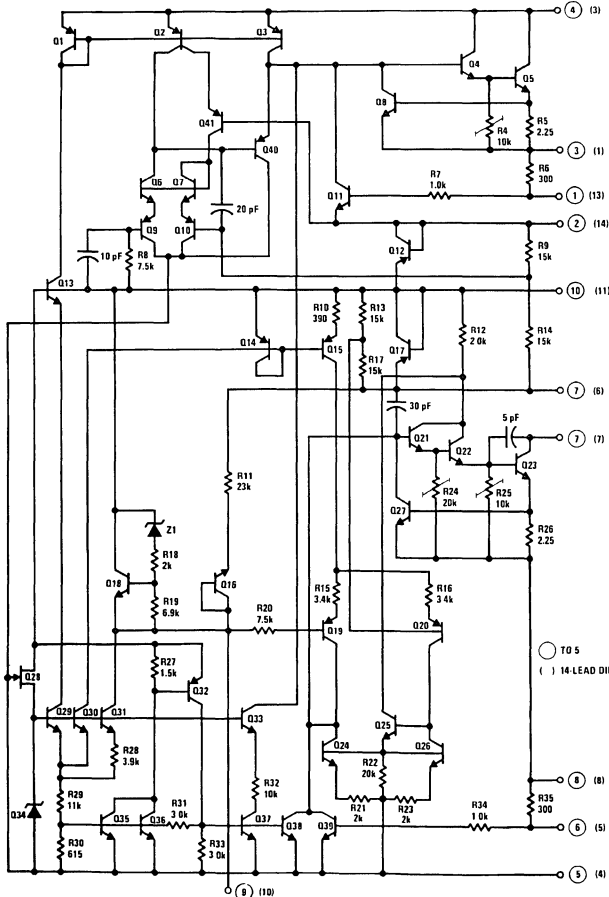 4 (3)
Q1
Q2
Q3
Q4
Q5
Q8
R4
10k
R5
2.25
3 (1)
Q41
Q40
R6
300
R7
1.0k
1 (13)
Q6
Q7
20 pF
Q11
2 (14)
Q9
Q10
Q12
R9
15k
10 pF
R8
7.5k
Q13
10 (11)
R10
390
R13
15k
R12
2 0k
Q14
Q15
Q17
R14
15k
R17
15k
7 (6)
30 pF
5 pF
Q21
7 (7)
Q22
Q23
R11
23k
R24
20k
R25
10k
Q27
R26
2.25
Z1
R18
2k
Q18
Q16
R15
3.4k
R16
3 4k
R19
6.9k
R20
7.5k
Q19
Q20
TO 5
( ) 14-LEAD DI
R27
1.5k
Q32
Q28
Q29
Q30
Q31
Q33
Q25
Q24
Q26
R28
3.9k
R22
20k
8 (8)
R32
10k
R29
11k
R21
2k
R23
2k
R35
300
Q34
R31
3 0k
R34
1 0k
6 (5)
Q35
Q36
Q37
Q38
Q39
R30
615
R33
3 0k
5 (4)
9 (10)